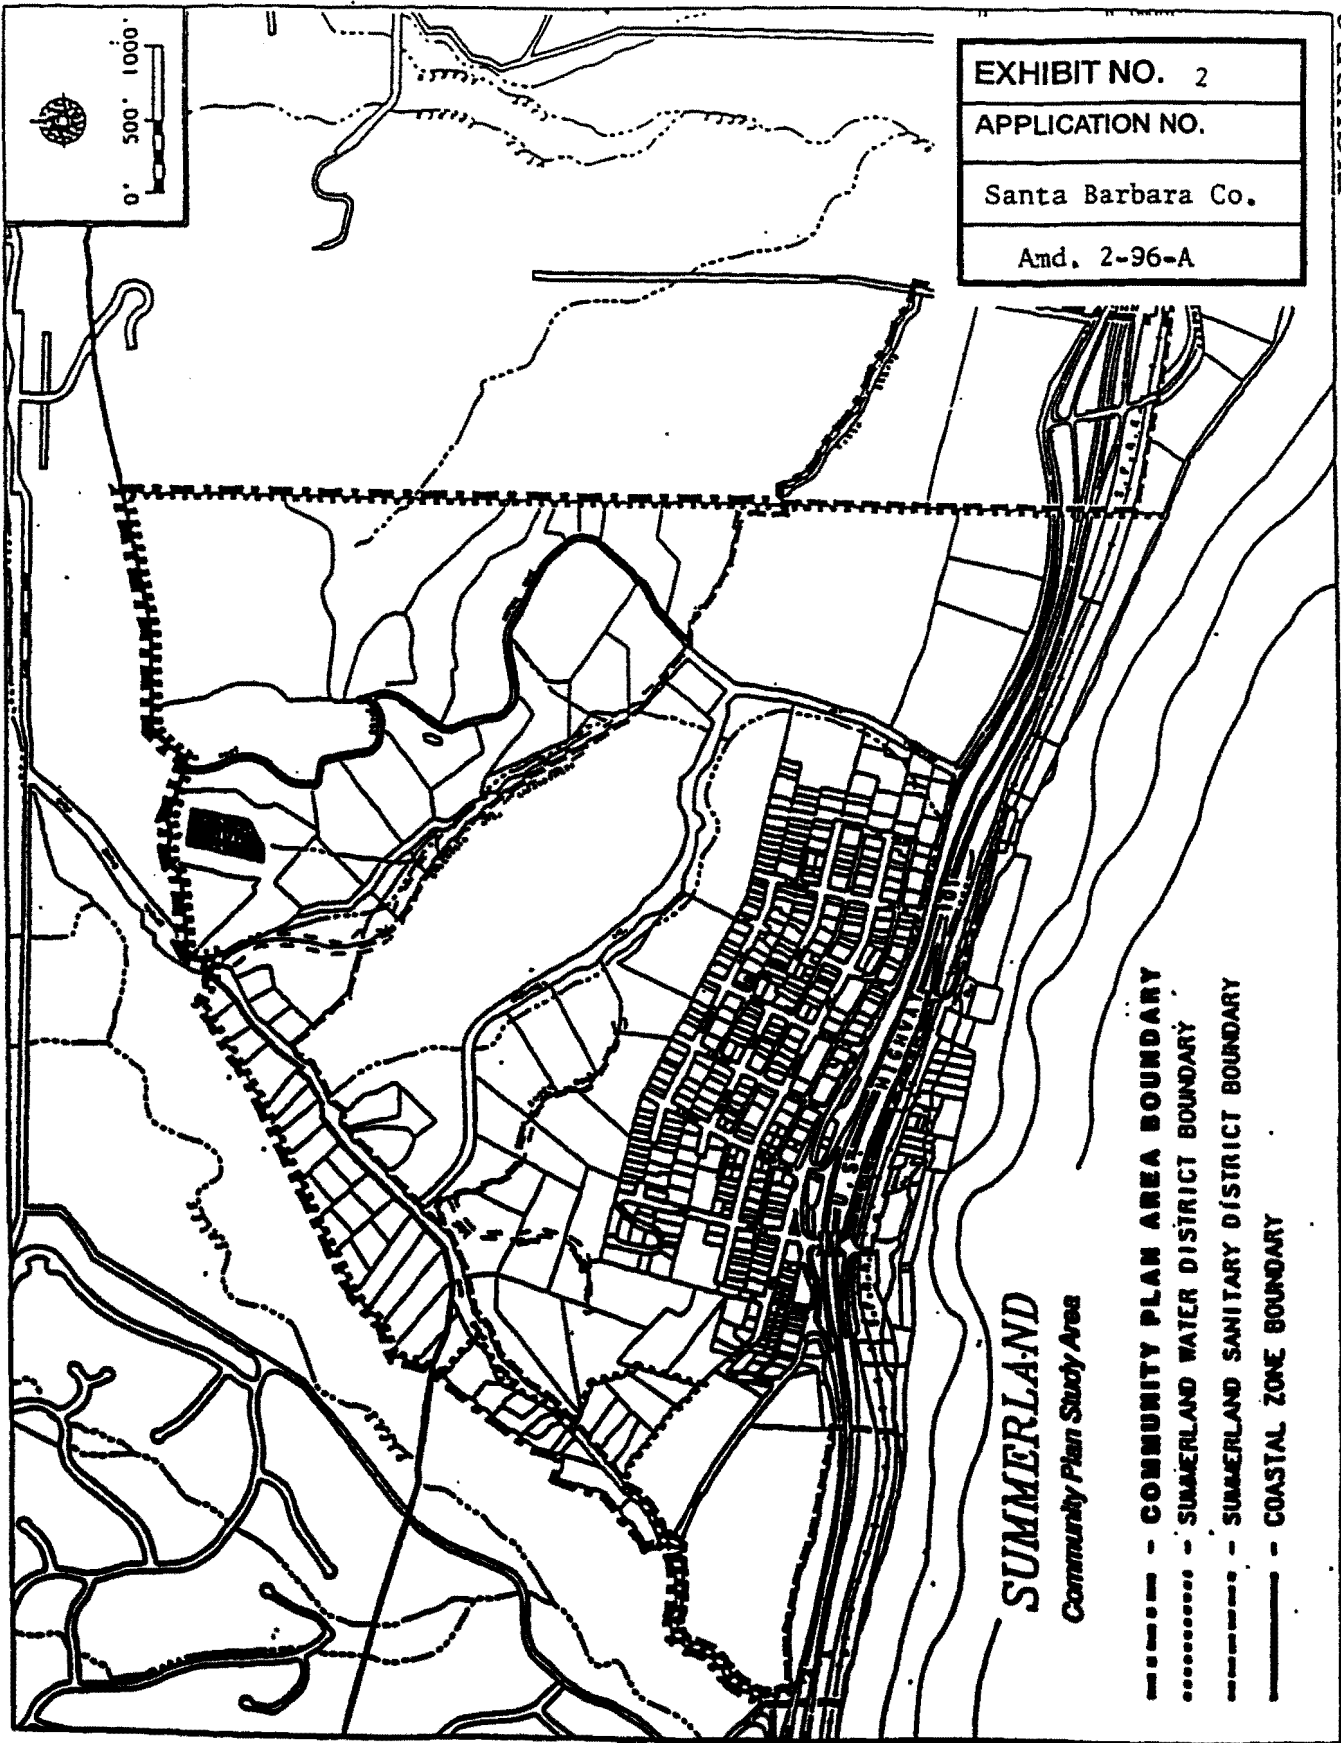 EXHIBIT NO. 2
APPLICATION NO.
Santa Barbara Co.
Amd. 2-96-A
0' 500' 1000'
U.S. HIGHWAY 101
S.P.R.R.
SUMMERLAND
Community Plan Study Area
- COMMUNITY PLAN AREA BOUNDARY
- SUMMERLAND WATER DISTRICT BOUNDARY
- SUMMERLAND SANITARY DISTRICT BOUNDARY
- COASTAL ZONE BOUNDARY